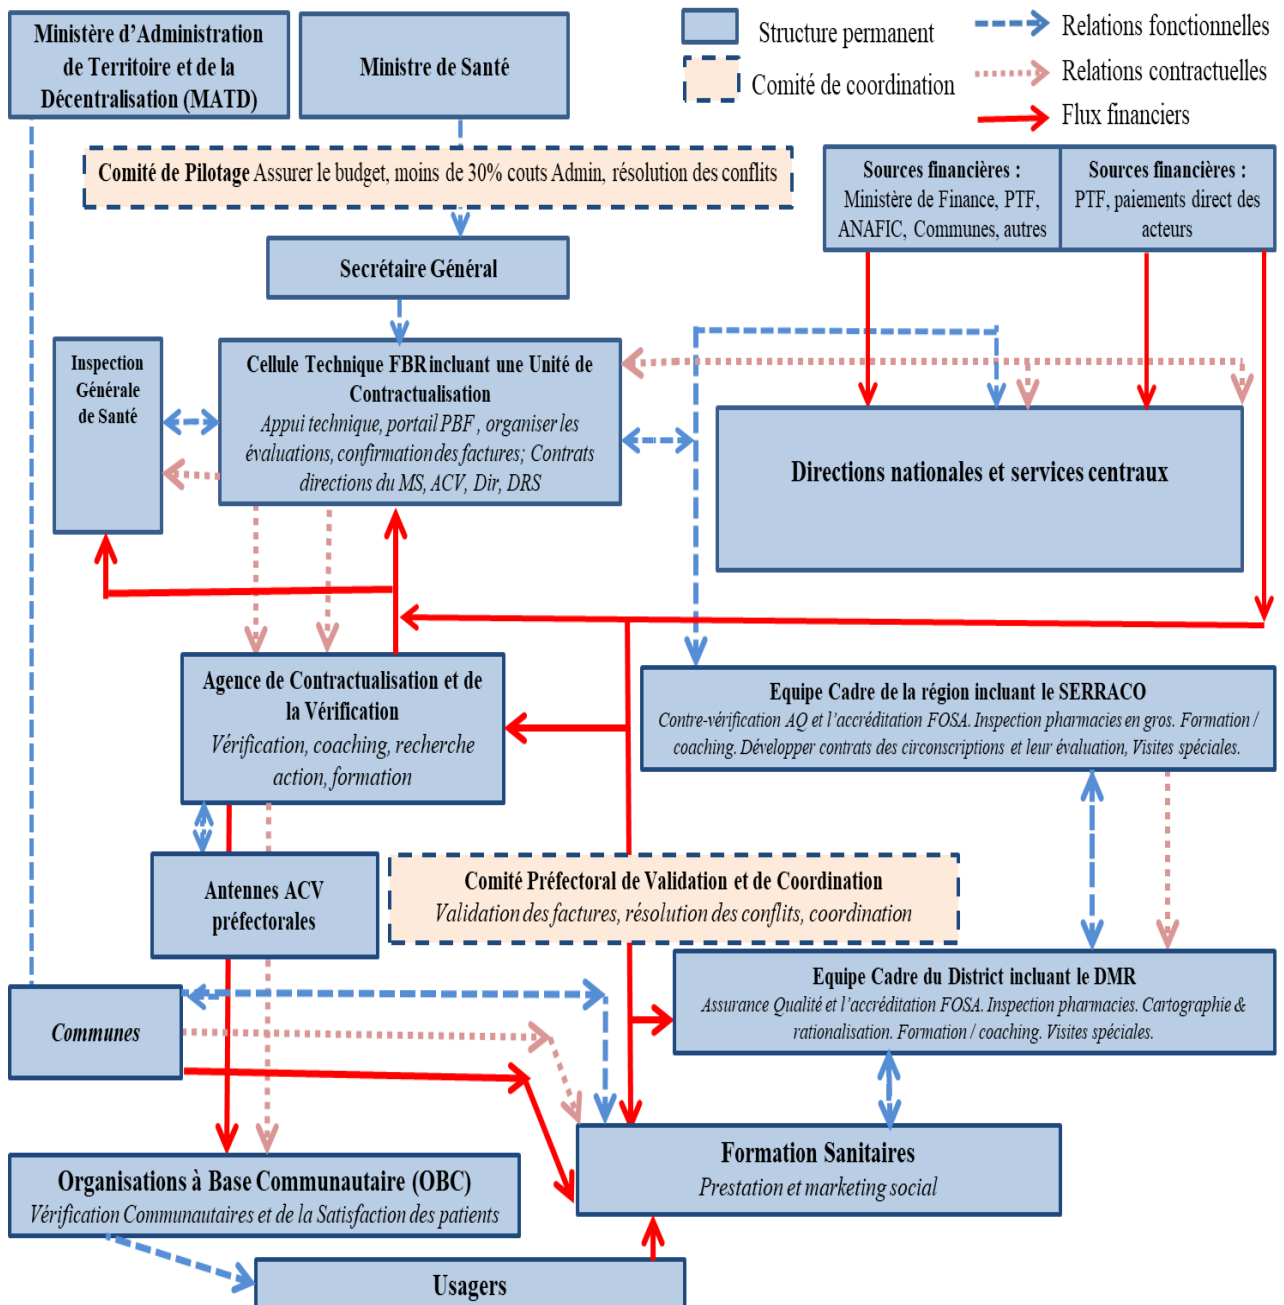 Ministère d'Administration
de Territoire et de la
Décentralisation (MATD)
Ministre de Santé
Structure permanent
Comité de coordination
Relations fonctionnelles
Relations contractuelles
Flux financiers
Comité de Pilotage Assurer le budget, moins de 30% couts Admin, résolution des conflits
Sources financières :
Ministère de Finance, PTF,
ANAFIC, Communes, autres
Sources financières :
PTF, paiements direct des
acteurs
Secrétaire Général
Inspection
Générale
de Santé
Cellule Technique FBR incluant une Unité de
Contractualisation
Appui technique, portail PBF , organiser les
évaluations, confirmation des factures; Contrats
directions du MS, ACV, Dir, DRS
Directions nationales et services centraux
Agence de Contractualisation et de
la Vérification
Vérification, coaching, recherche
action, formation
Equipe Cadre de la région incluant le SERRACO
Contre-vérification AQ et l'accréditation FOSA. Inspection pharmacies en gros. Formation /
coaching. Développer contrats des circonscriptions et leur évaluation, Visites spéciales.
Antennes ACV
préfectorales
Comité Préfectoral de Validation et de Coordination
Validation des factures, résolution des conflits, coordination
Equipe Cadre du District incluant le DMR
Assurance Qualité et l'accréditation FOSA. Inspection pharmacies. Cartographie &
rationalisation. Formation / coaching. Visites spéciales.
Communes
Formation Sanitaires
Prestation et marketing social
Organisations à Base Communautaire (OBC)
Vérification Communautaires et de la Satisfaction des patients
Usagers